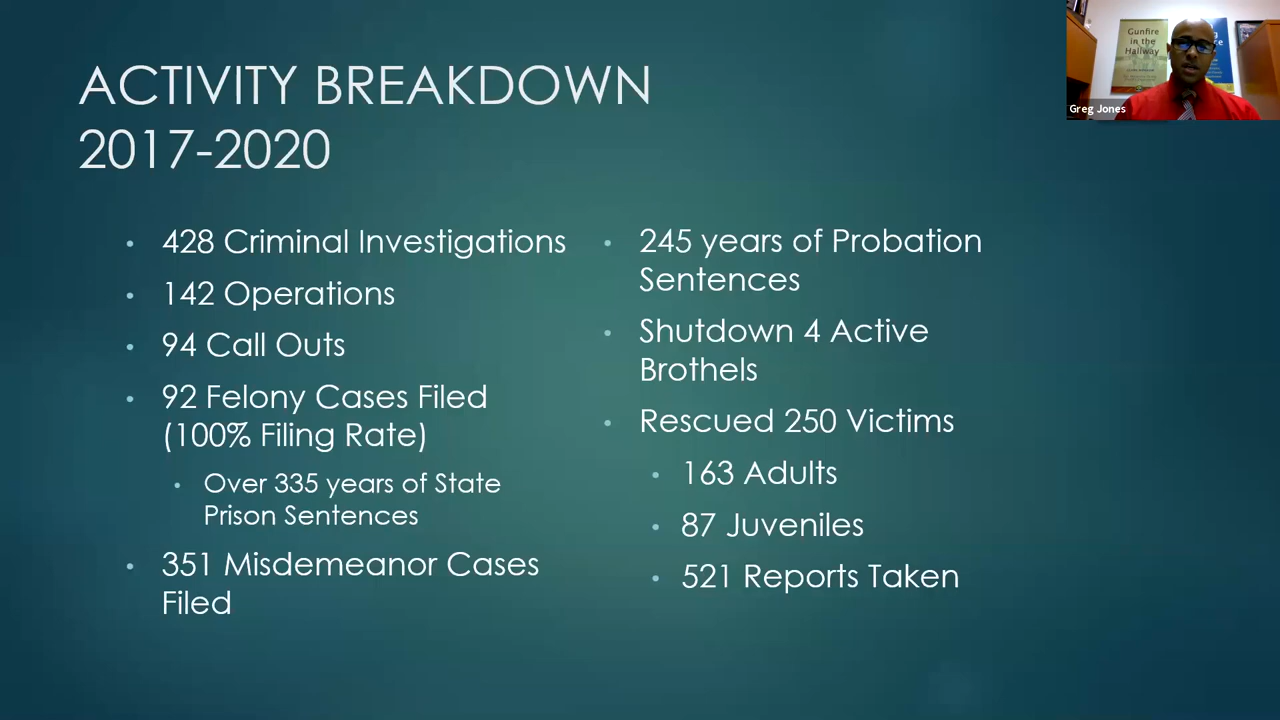 ACTIVITY BREAKDOWN
2017-2020
428 Criminal Investigations
142 Operations
94 Call Outs
92 Felony Cases Filed
(100% Filing Rate)
Over 335 years of State
Prison Sentences
351 Misdemeanor Cases
Filed
245 years of Probation
Sentences
Shutdown 4 Active
Brothels
Rescued 250 Victims
163 Adults
87 Juveniles
521 Reports Taken
Gunfire
in the
Hallway
Greg Jones